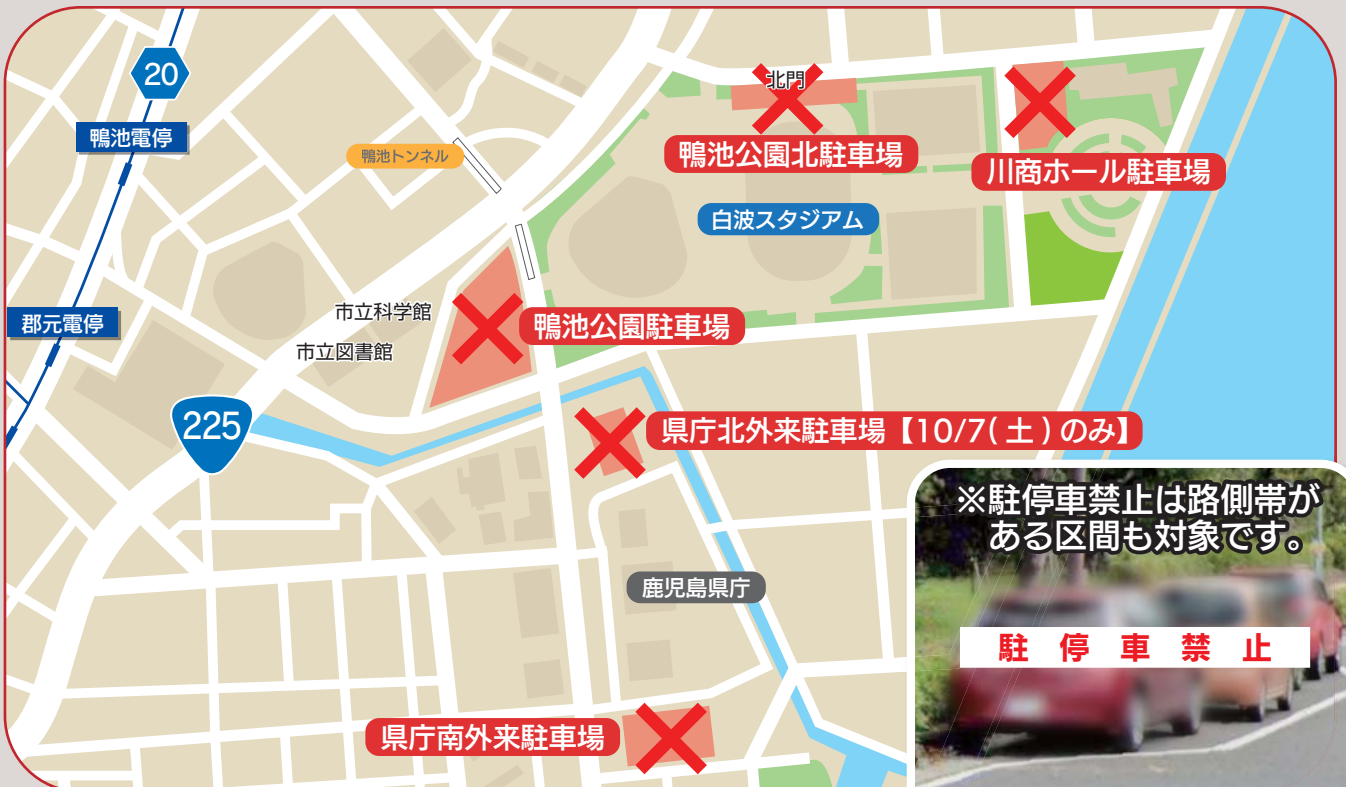 20
北門
鴨池電停
鴨池公園北駐車場
鴨池トンネル
川商ホール駐車場
白波スタジアム
市立科学館
郡元電停
鴨池公園駐車場
市立図書館
225
県庁北外来駐車場【10/7(土)のみ】
※駐停車禁止は路側帯が
ある区間も対象です。
鹿児島県庁
駐停車禁止
県庁南外来駐車場